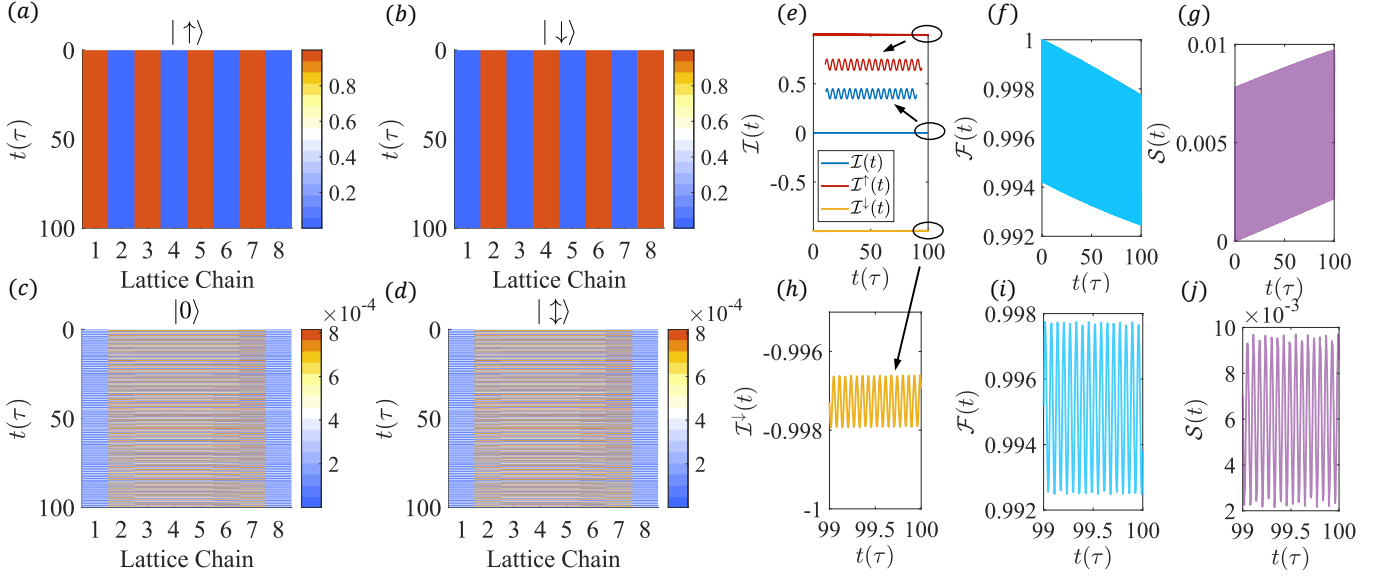 (a)
| ↑⟩
0
50
100
t(τ)
1 2 3 4 5 6 7 8
Lattice Chain
0.8
0.6
0.4
0.2
(b)
| ↓⟩
0
50
100
t(τ)
1 2 3 4 5 6 7 8
Lattice Chain
0.8
0.6
0.4
0.2
(e)
0.5
0
-0.5
ℐ(t)
ℐ(t)
ℐ↑(t)
ℐ↓(t)
0 50 100
t(τ)
(f)
1
0.998
0.996
0.994
0.992
ℱ(t)
0 50 100
t(τ)
(g)
0.01
0.005
0
𝒮(t)
0 50 100
t(τ)
(c)
|0⟩
×10⁻⁴
0
50
100
t(τ)
1 2 3 4 5 6 7 8
Lattice Chain
8
6
4
2
(d)
| ↕⟩
×10⁻⁴
0
50
100
t(τ)
1 2 3 4 5 6 7 8
Lattice Chain
8
6
4
2
(h)
-0.996
-0.998
-1
ℐ↓(t)
99 99.5 100
t(τ)
(i)
0.998
0.996
0.994
0.992
ℱ(t)
99 99.5 100
t(τ)
(j)
×10⁻³
10
8
6
4
2
𝒮(t)
99 99.5 100
t(τ)